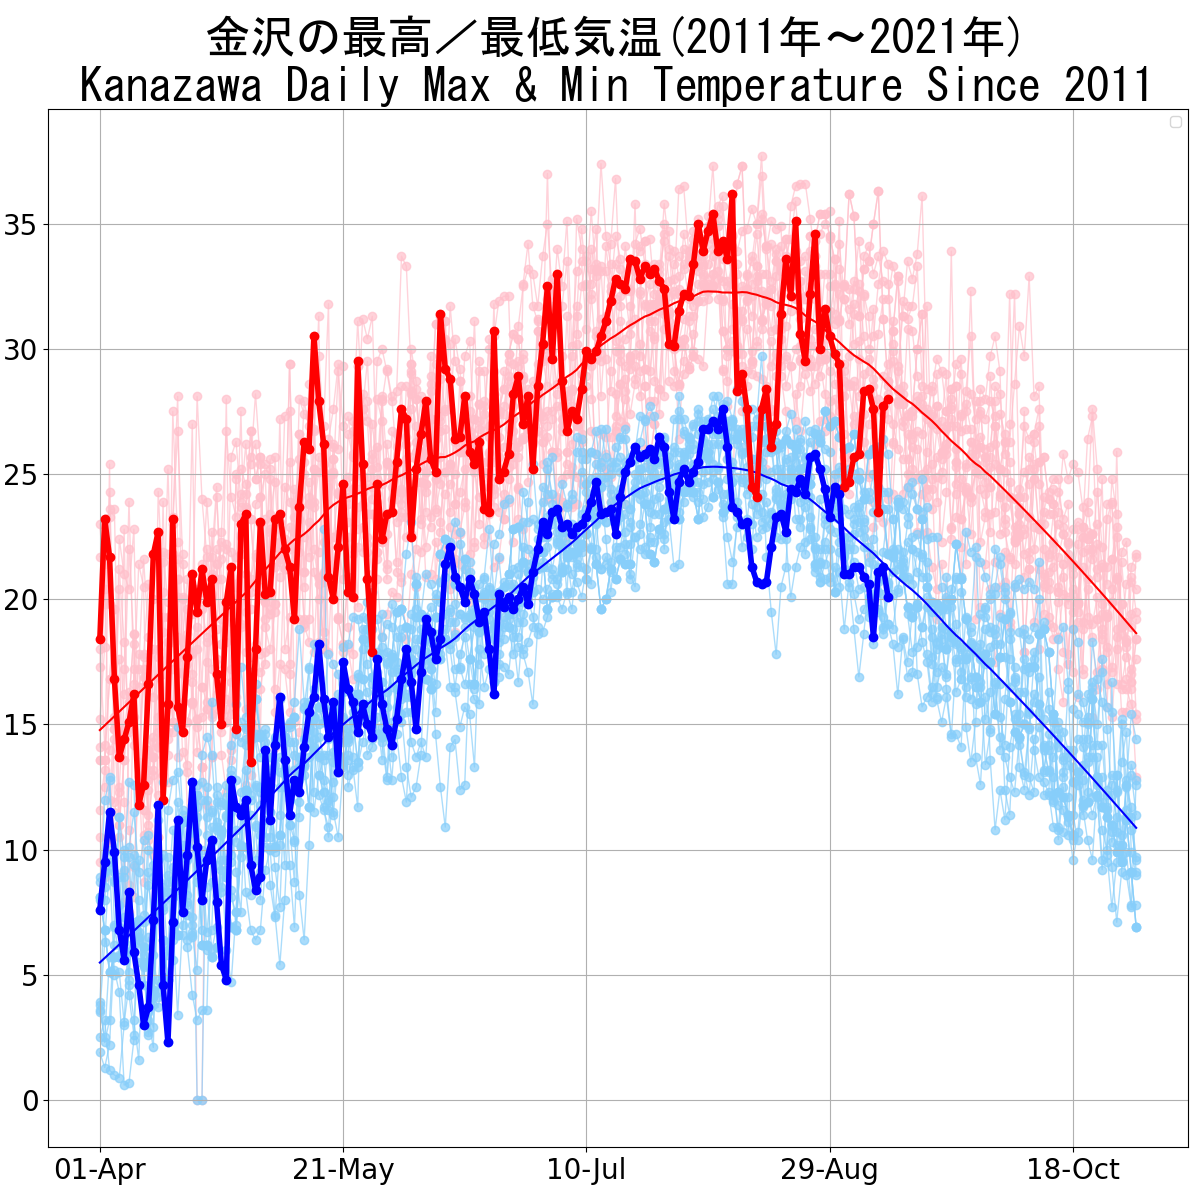 金沢の最高／最低気温(2011年～2021年)
Kanazawa Daily Max & Min Temperature Since 2011
35
30
25
20
15
10
5
0
01-Apr 21-May 10-Jul 29-Aug 18-Oct